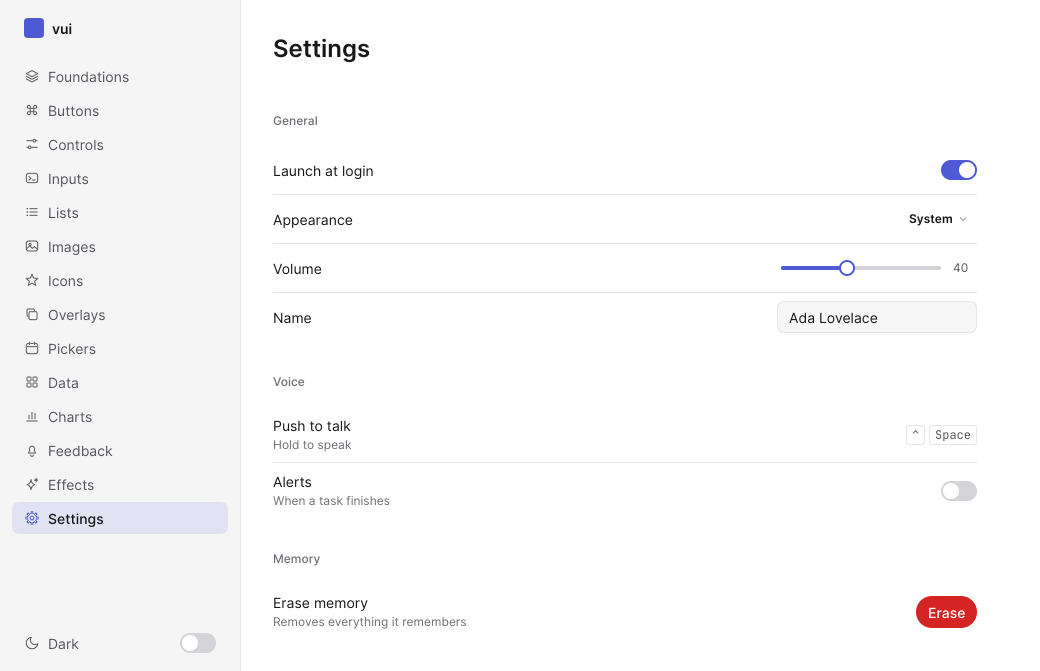 vui
Foundations
Buttons
Controls
Inputs
Lists
Images
Icons
Overlays
Pickers
Data
Charts
Feedback
Effects
Settings
Dark
Settings
General
Launch at login
Appearance
System
Volume
40
Name
Ada Lovelace
Voice
Push to talk
Hold to speak
^ Space
Alerts
When a task finishes
Memory
Erase memory
Removes everything it remembers
Erase